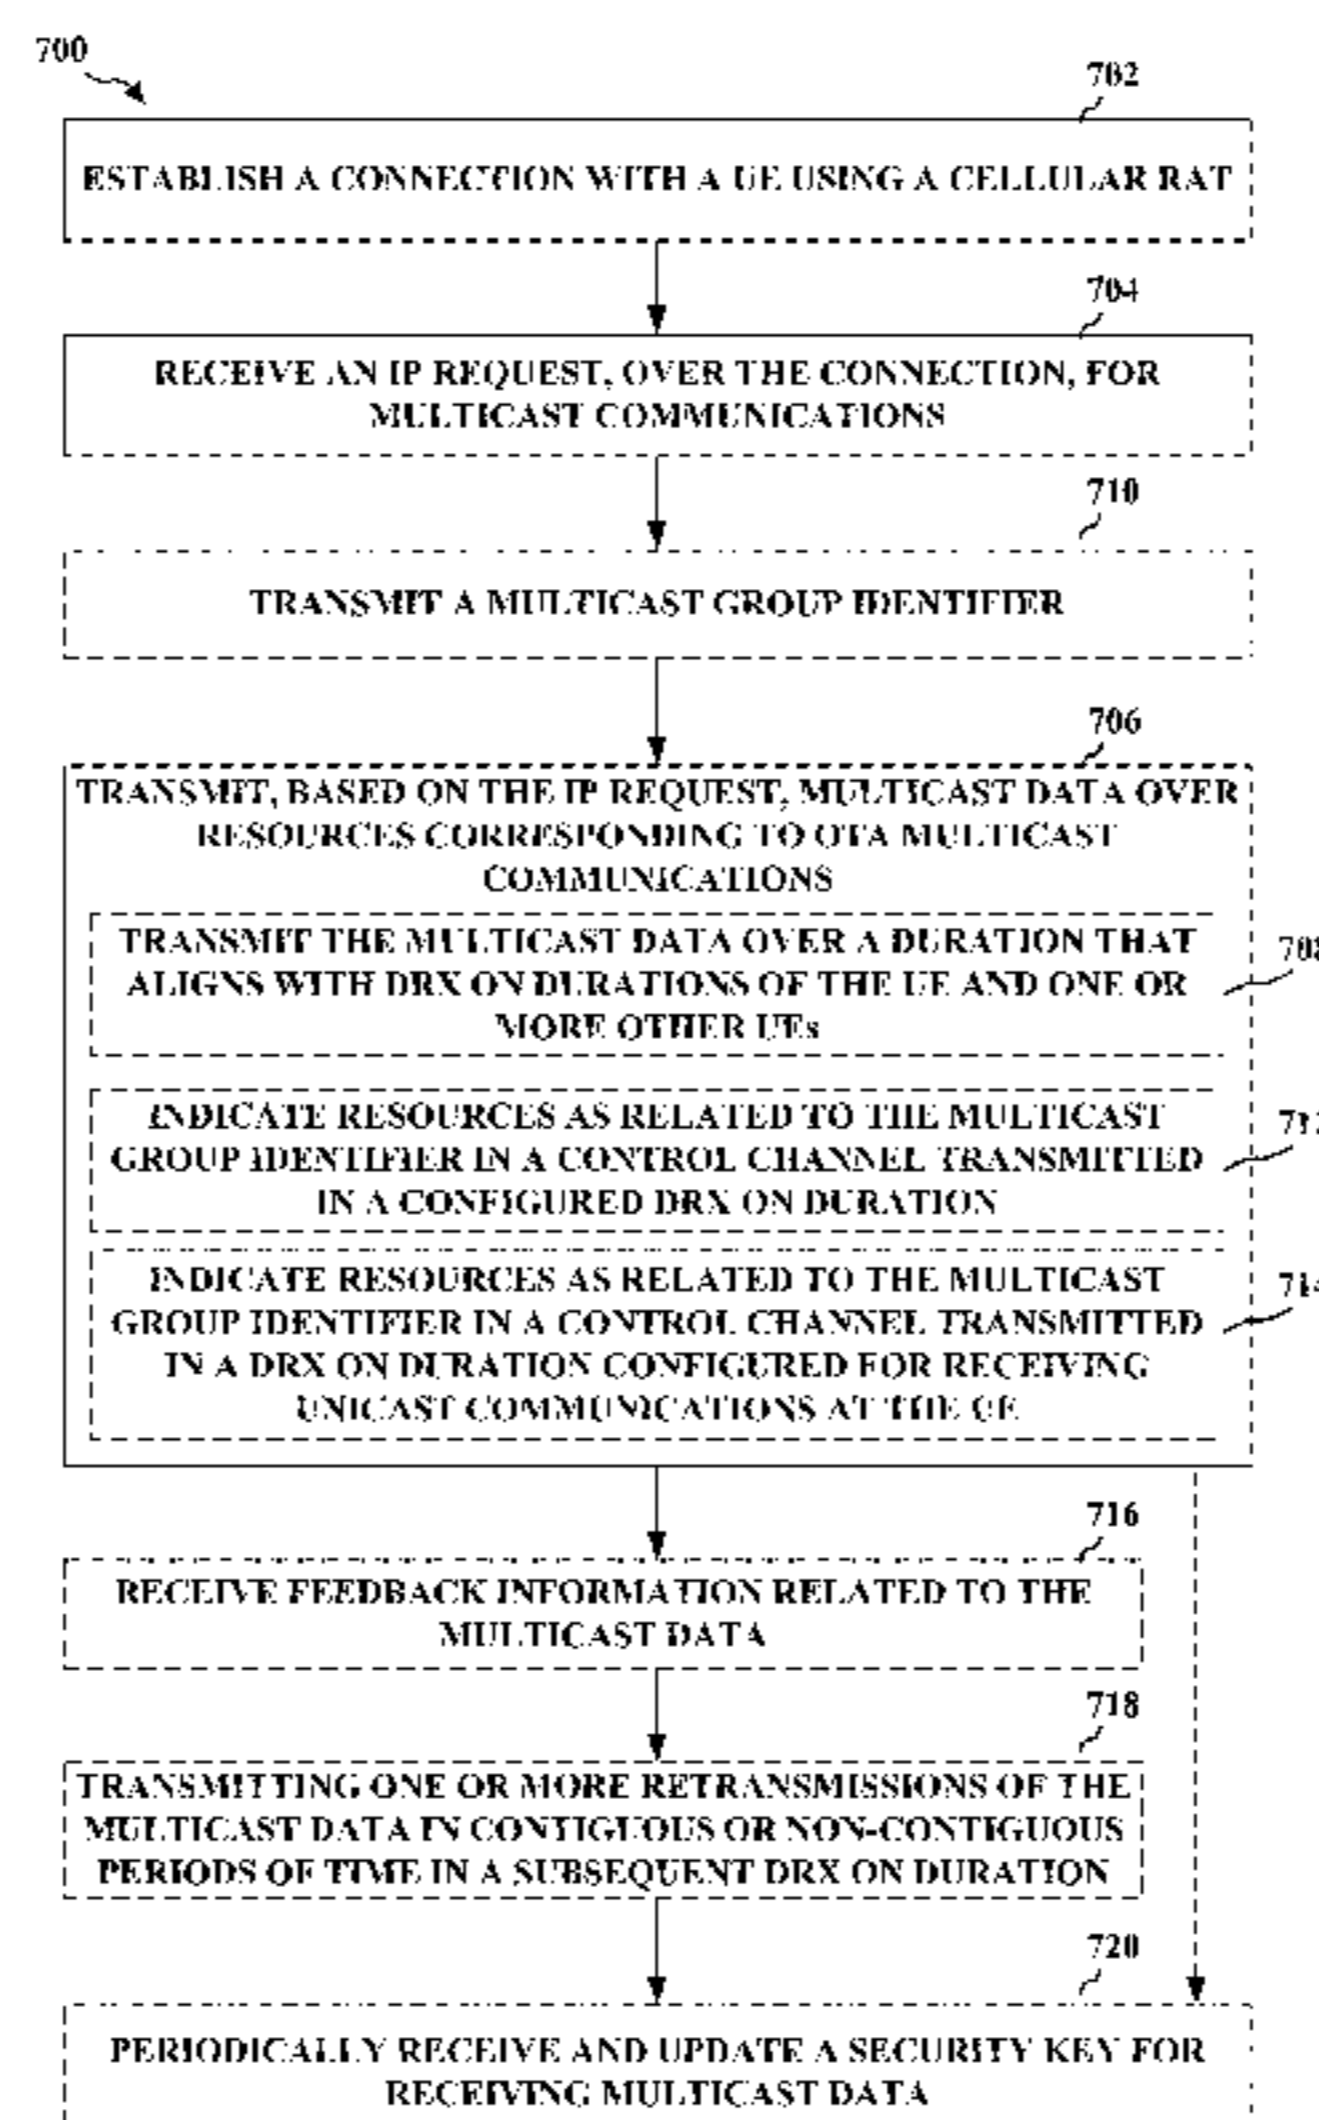 700
702
ESTABLISH A CONNECTION WITH A UE USING A CELLULAR RAT
704
RECEIVE AN IP REQUEST, OVER THE CONNECTION, FOR
MULTICAST COMMUNICATIONS
710
TRANSMIT A MULTICAST GROUP IDENTIFIER
706
TRANSMIT, BASED ON THE IP REQUEST, MULTICAST DATA OVER
RESOURCES CORRESPONDING TO OTA MULTICAST
COMMUNICATIONS
TRANSMIT THE MULTICAST DATA OVER A DURATION THAT
ALIGNS WITH DRX ON DURATIONS OF THE UE AND ONE OR
MORE OTHER UEs
708
INDICATE RESOURCES AS RELATED TO THE MULTICAST
GROUP IDENTIFIER IN A CONTROL CHANNEL TRANSMITTED
IN A CONFIGURED DRX ON DURATION
712
INDICATE RESOURCES AS RELATED TO THE MULTICAST
GROUP IDENTIFIER IN A CONTROL CHANNEL TRANSMITTED
IN A DRX ON DURATION CONFIGURED FOR RECEIVING
UNICAST COMMUNICATIONS AT THE UE
714
716
RECEIVE FEEDBACK INFORMATION RELATED TO THE
MULTICAST DATA
718
TRANSMITTING ONE OR MORE RETRANSMISSIONS OF THE
MULTICAST DATA IN CONTIGUOUS OR NON-CONTIGUOUS
PERIODS OF TIME IN A SUBSEQUENT DRX ON DURATION
720
PERIODICALLY RECEIVE AND UPDATE A SECURITY KEY FOR
RECEIVING MULTICAST DATA